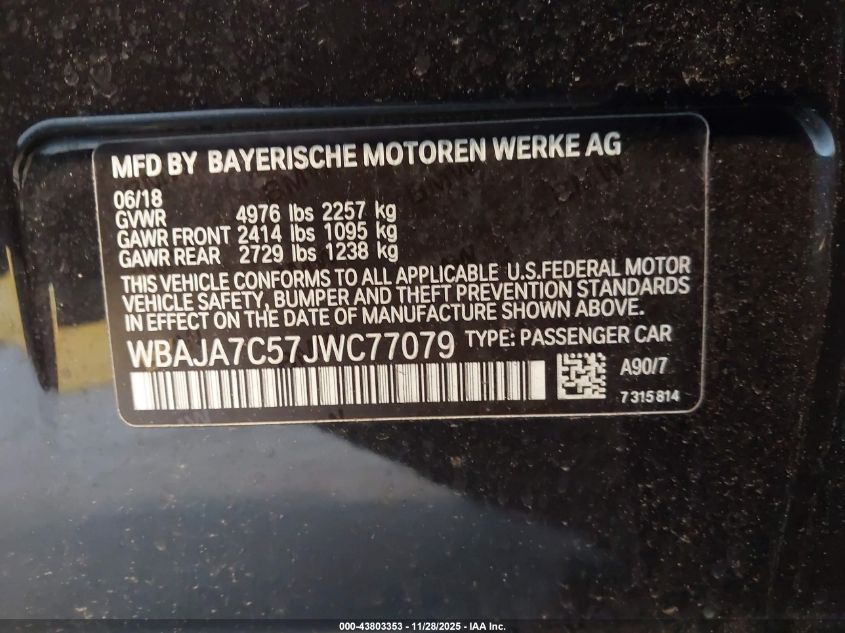 MFD BY BAYERISCHE MOTOREN WERKE AG
06/18
GVWR 4976 lbs 2257 kg
GAWR FRONT 2414 lbs 1095 kg
GAWR REAR 2729 lbs 1238 kg
THIS VEHICLE CONFORMS TO ALL APPLICABLE U.S.FEDERAL MOTOR
VEHICLE SAFETY, BUMPER AND THEFT PREVENTION STANDARDS
IN EFFECT ON THE DATE OF MANUFACTURE SHOWN ABOVE.
WBAJA7C57JWC77079 TYPE: PASSENGER CAR
A90/7
7315814
000-43803353 - 11/28/2025 - IAA Inc.